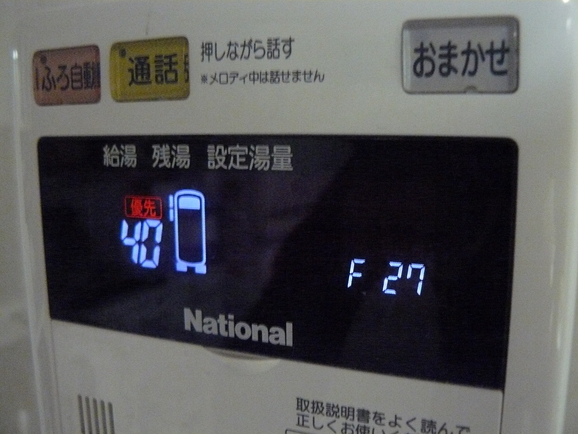 ふろ自動
通話
押しながら話す
※メロディ中は話せません
おまかせ
給湯 残湯 設定湯量
優先
40
F 27
National
取扱説明書をよく読んで